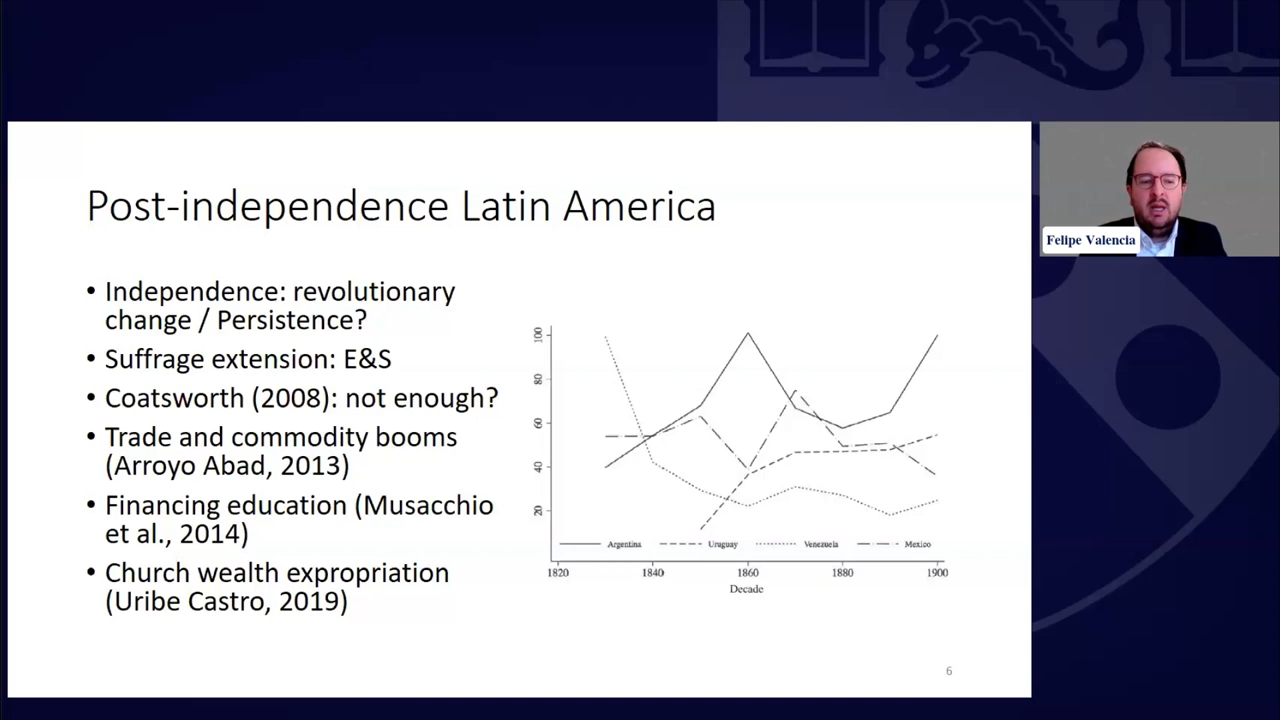 Post-independence Latin America
• Independence: revolutionary
change / Persistence?
• Suffrage extension: E&S
• Coatsworth (2008): not enough?
• Trade and commodity booms
(Arroyo Abad, 2013)
• Financing education (Musacchio
et al., 2014)
• Church wealth expropriation
(Uribe Castro, 2019)
100
80
60
40
20
Argentina Uruguay Venezuela Mexico
1820 1840 1860 1880 1900
Decade
6
Felipe Valencia